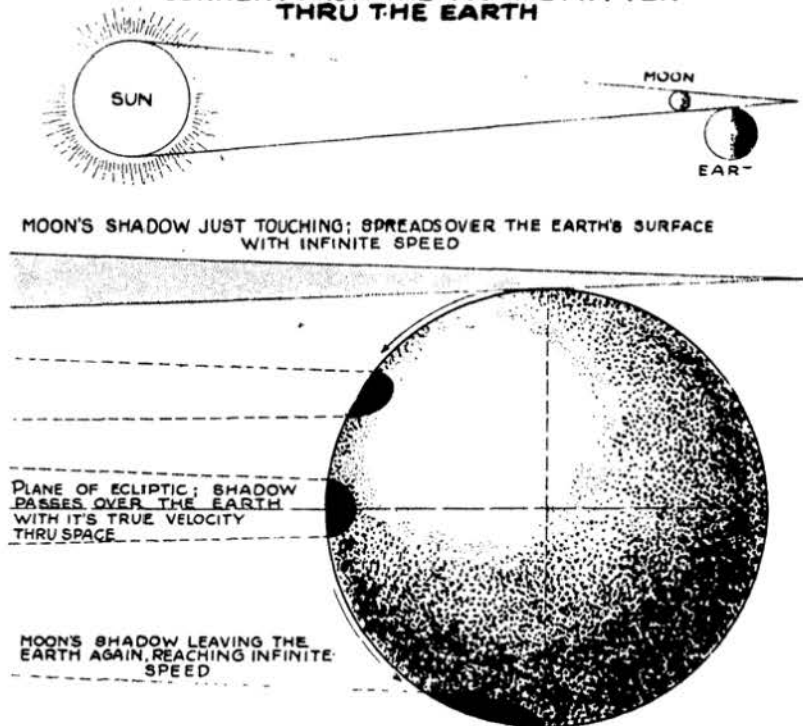 THRU THE EARTH
SUN
MOON
EAR
MOON'S SHADOW JUST TOUCHING; SPREADS OVER THE EARTH'S SURFACE
WITH INFINITE SPEED
PLANE OF ECLIPTIC; SHADOW
PASSES OVER THE EARTH
WITH IT'S TRUE VELOCITY
THRU SPACE
MOON'S SHADOW LEAVING THE
EARTH AGAIN, REACHING INFINITE
SPEED